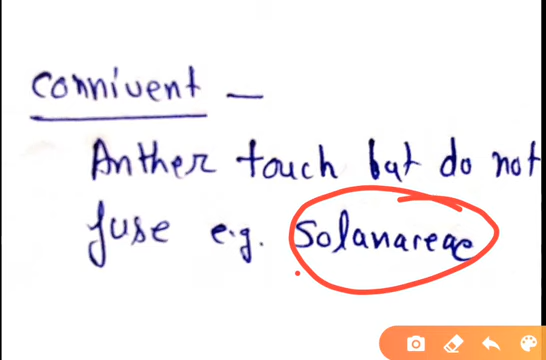 Connivent —
Anther touch but do not
fuse e.g. Solanareae